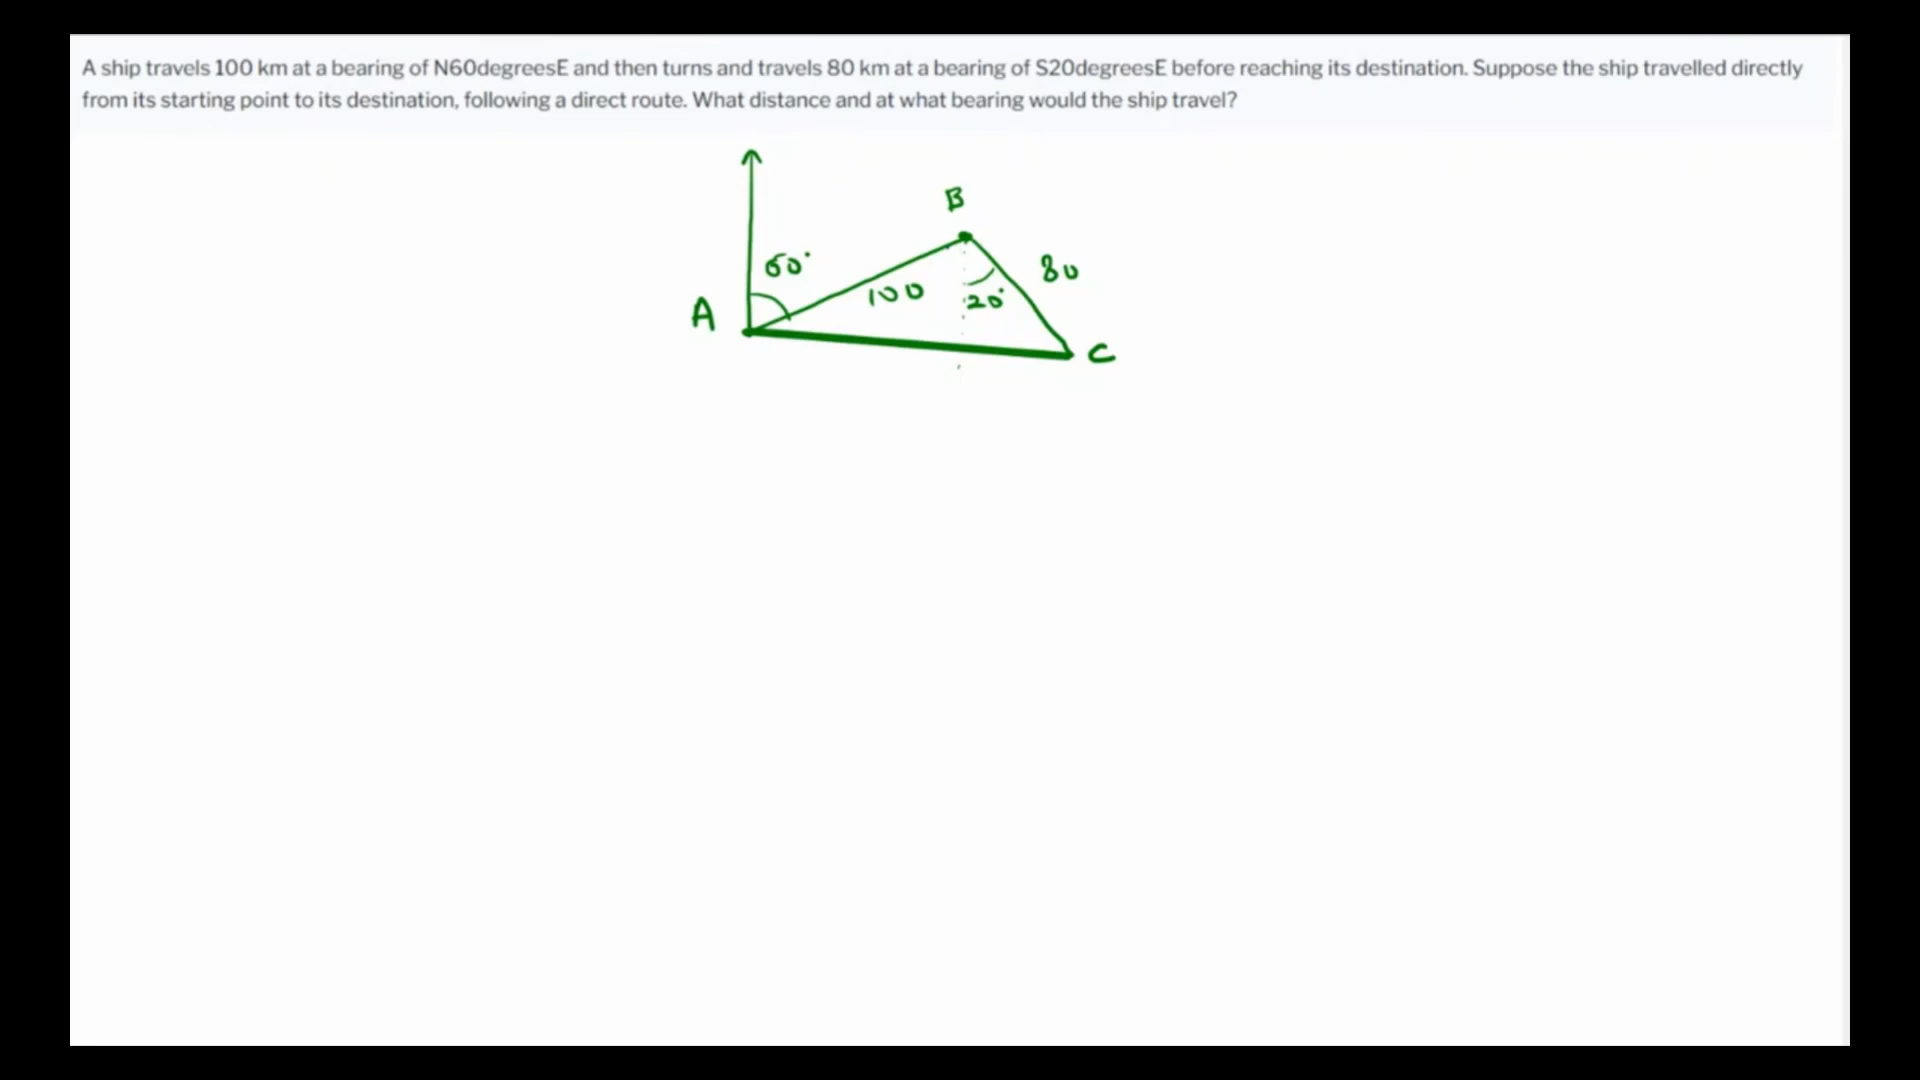 A ship travels 100 km at a bearing of N60degreesE and then turns and travels 80 km at a bearing of S20degreesE before reaching its destination. Suppose the ship travelled directly
from its starting point to its destination, following a direct route. What distance and at what bearing would the ship travel?
B
60°
80
100
20°
A
C